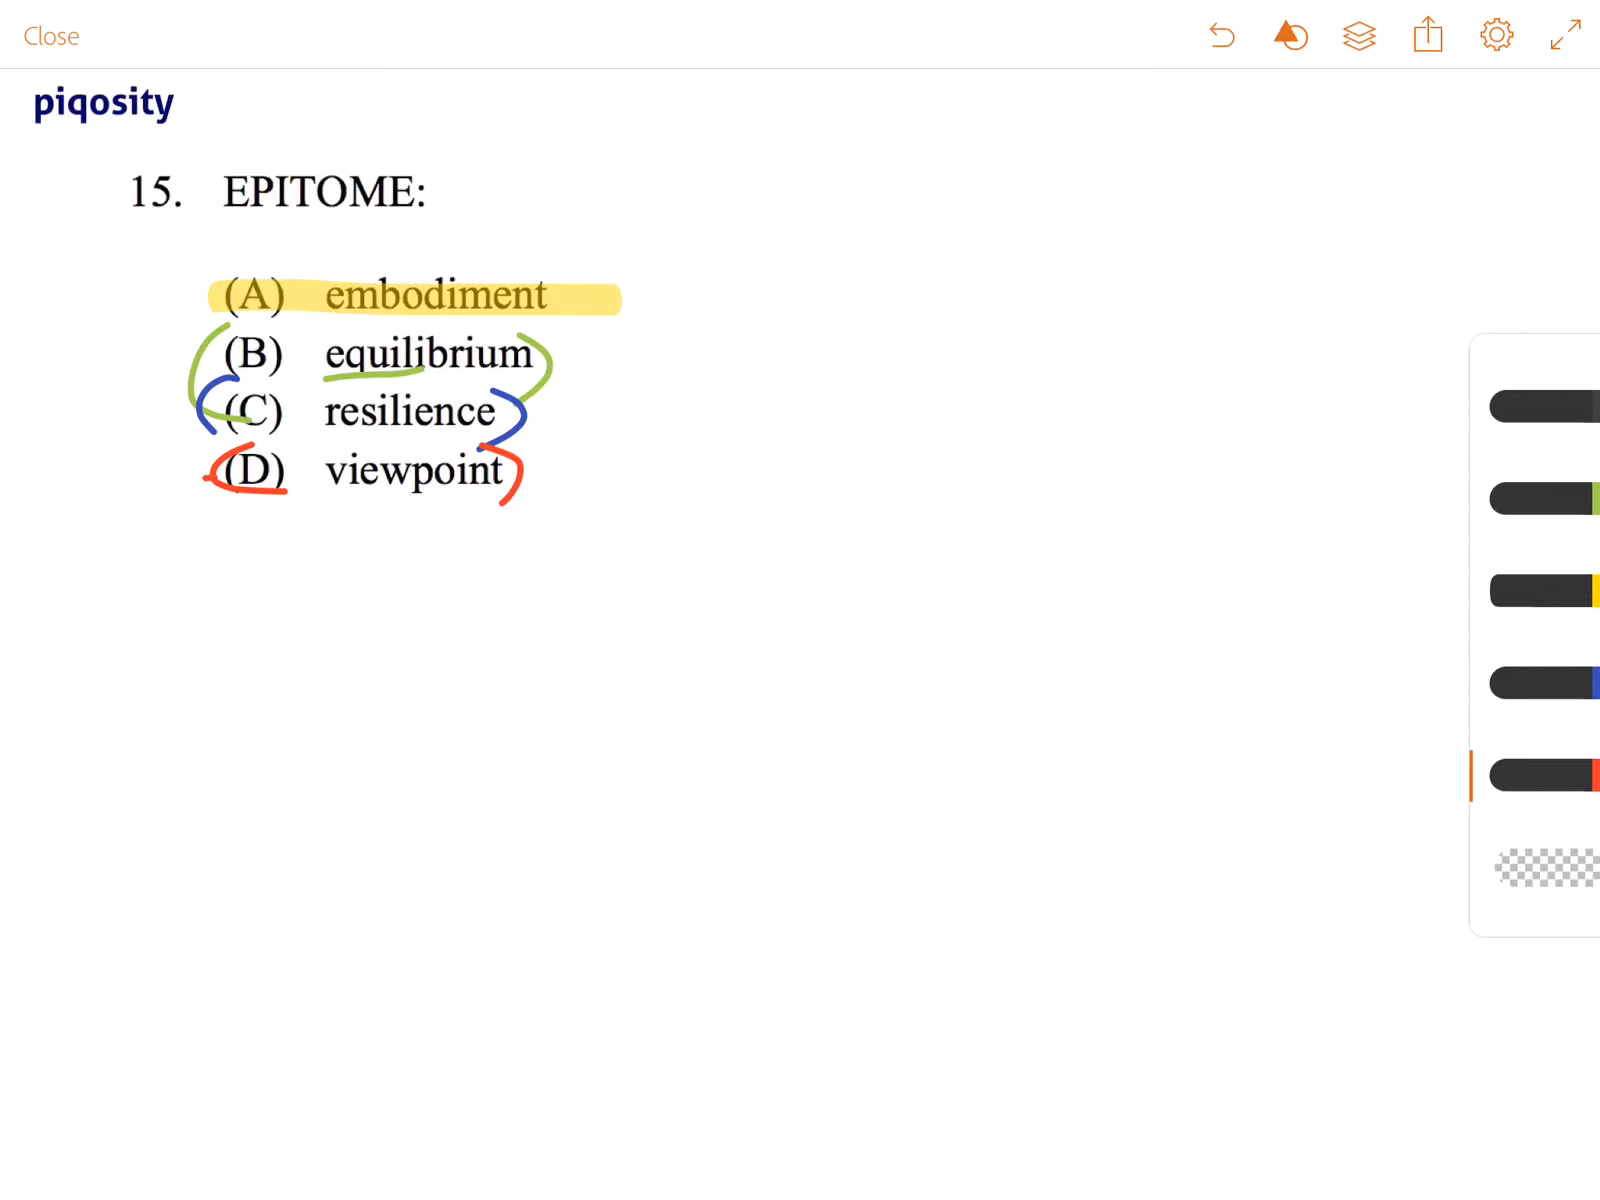 Close
piqosity
15. EPITOME:
(A) embodiment
(B) equilibrium
(C) resilience
(D) viewpoint